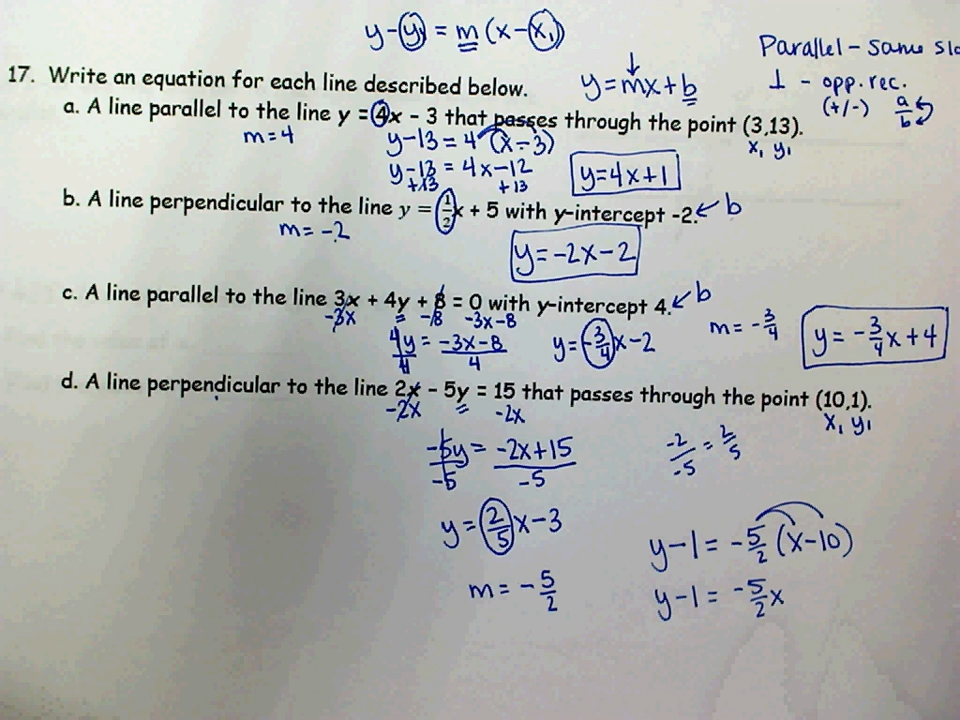 y-y₁ = m(x-x₁)
Parallel - same
y=mx+b
⊥ - opp. rec.
(+/-) a/b
17. Write an equation for each line described below.
a. A line parallel to the line y = 4x - 3 that passes through the point (3,13).
m=4
x₁ y₁
y-13 = 4(x-3)
y-13 = 4x-12
+13 +13
y=4x+1
b. A line perpendicular to the line y = 1/2x + 5 with y-intercept -2. ← b
m=-2
y=-2x-2
c. A line parallel to the line 3x + 4y + 8 = 0 with y-intercept 4. ← b
-3x -8 -3x-8
4y/4 = -3x-8/4
y=-3/4x-2
m= -3/4
y= -3/4x+4
d. A line perpendicular to the line 2x - 5y = 15 that passes through the point (10,1).
-2x -2x
x₁ y₁
-5y/-5 = -2x+15/-5
-2/-5 = 2/5
y=2/5x-3
m= -5/2
y-1= -5/2(x-10)
y-1= -5/2x